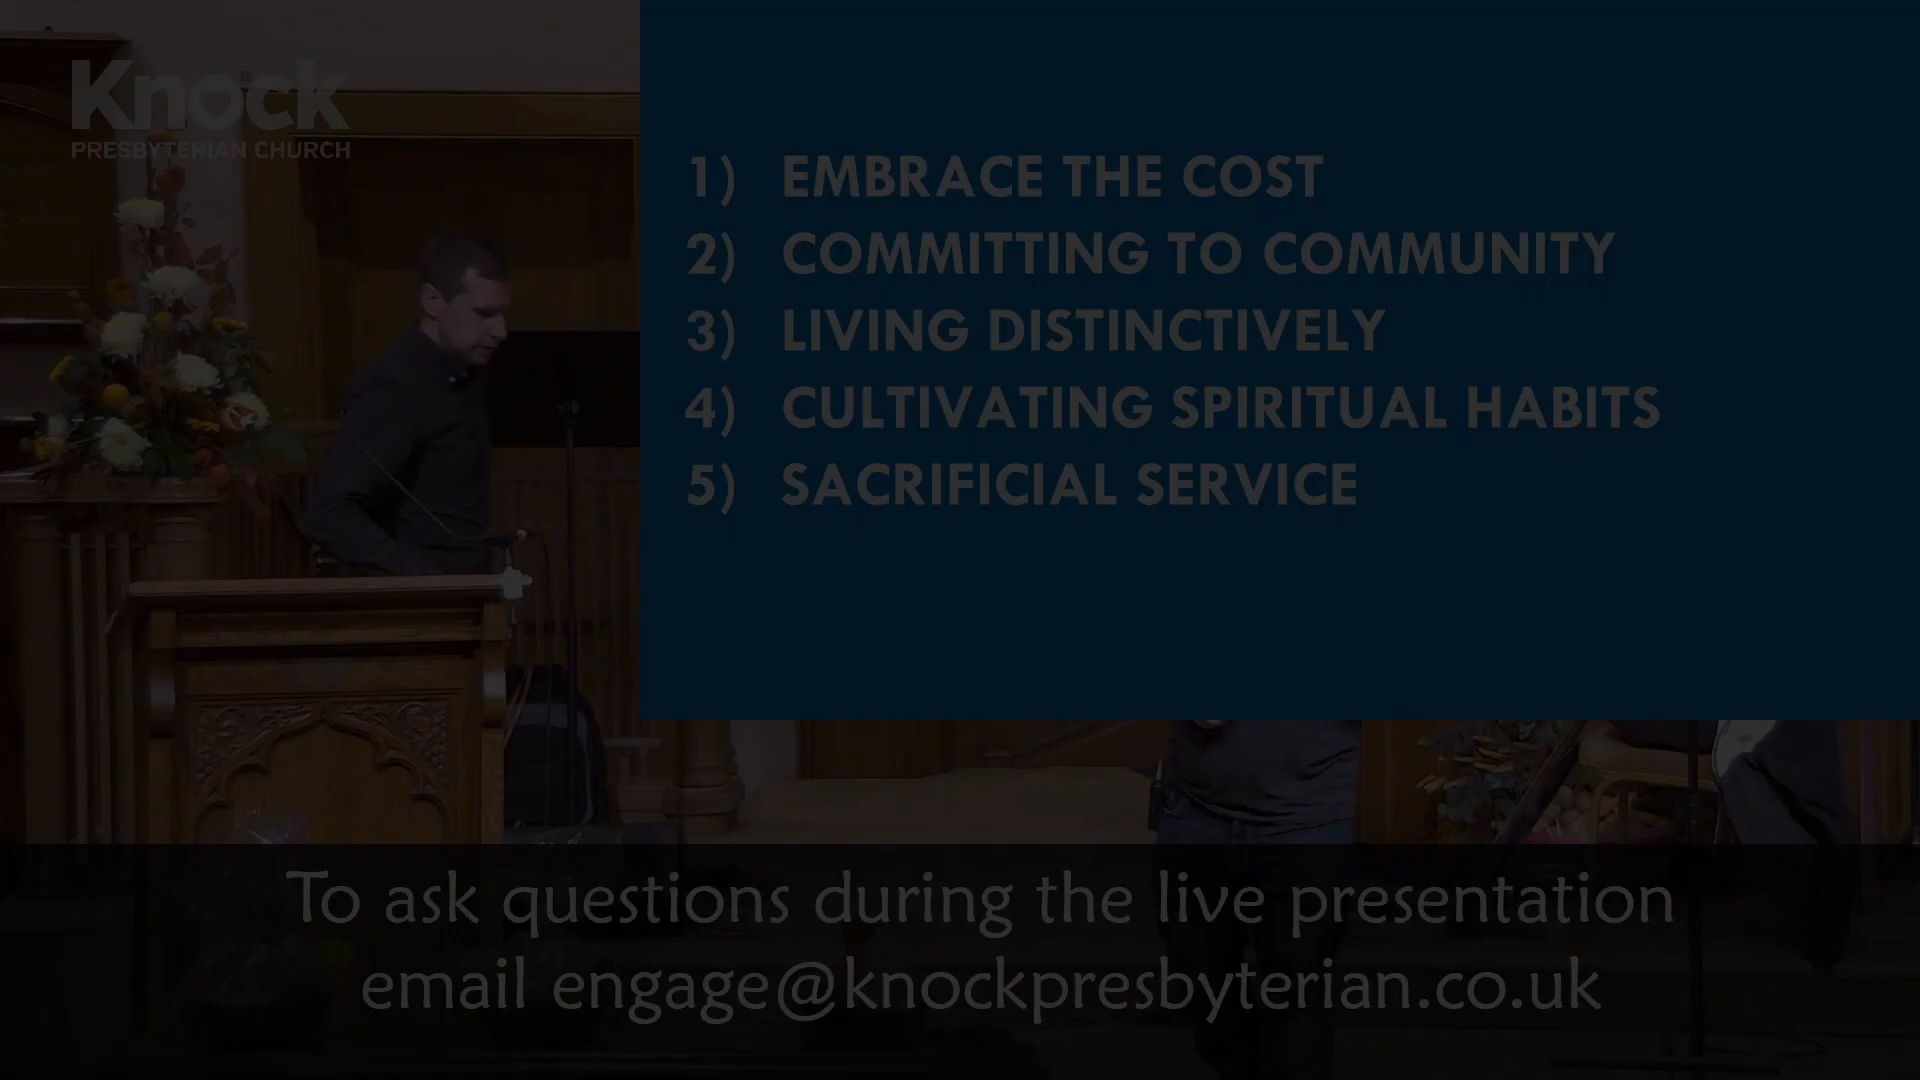 Knock
PRESBYTERIAN CHURCH
1) EMBRACE THE COST
2) COMMITTING TO COMMUNITY
3) LIVING DISTINCTIVELY
4) CULTIVATING SPIRITUAL HABITS
5) SACRIFICIAL SERVICE
To ask questions during the live presentation
email engage@knockpresbyterian.co.uk